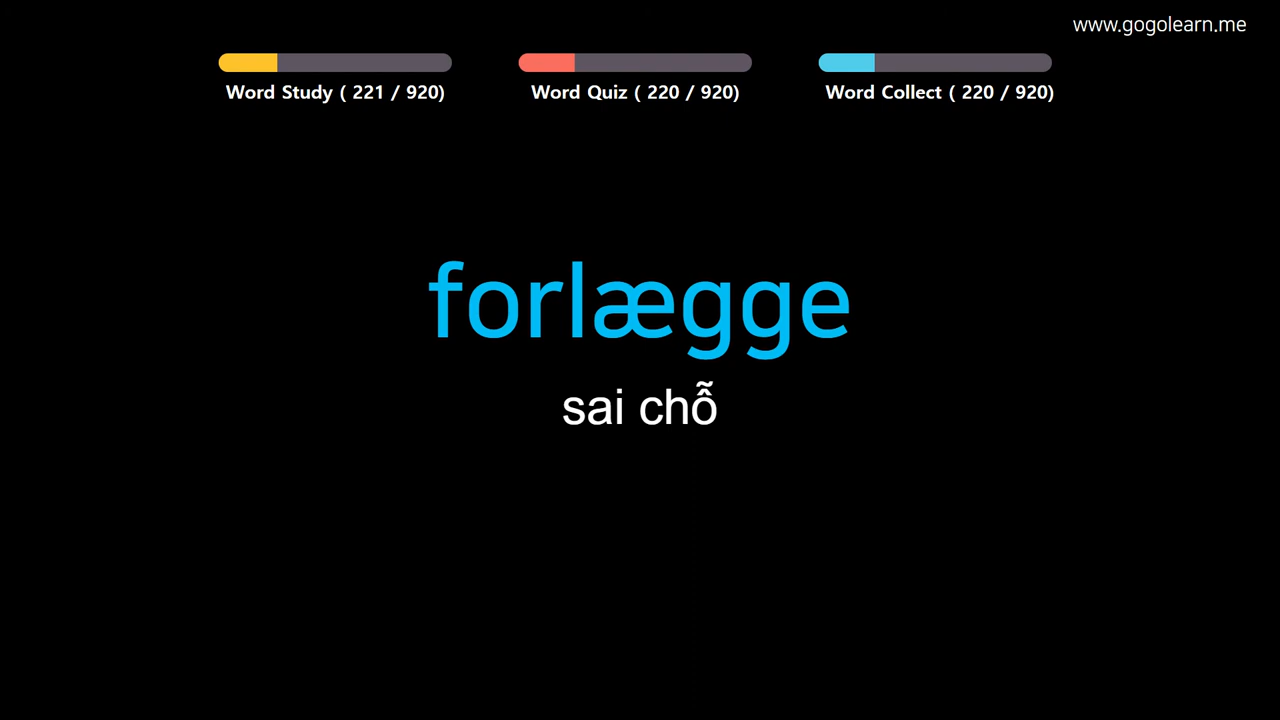 www.gogolearn.me
Word Study ( 221 / 920)
Word Quiz ( 220 / 920)
Word Collect ( 220 / 920)
forlægge
sai chỗ